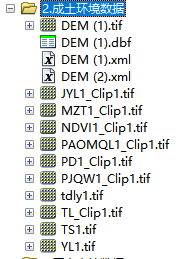 2.成土环境数据
DEM (1).tif
DEM (1).dbf
DEM (1).xml
DEM (2).xml
JYL1_Clip1.tif
MZT1_Clip1.tif
NDVI1_Clip1.tif
PAOMQL1_Clip1.tif
PD1_Clip1.tif
PJQW1_Clip1.tif
tdly1.tif
TL_Clip1.tif
TS1.tif
YL1.tif